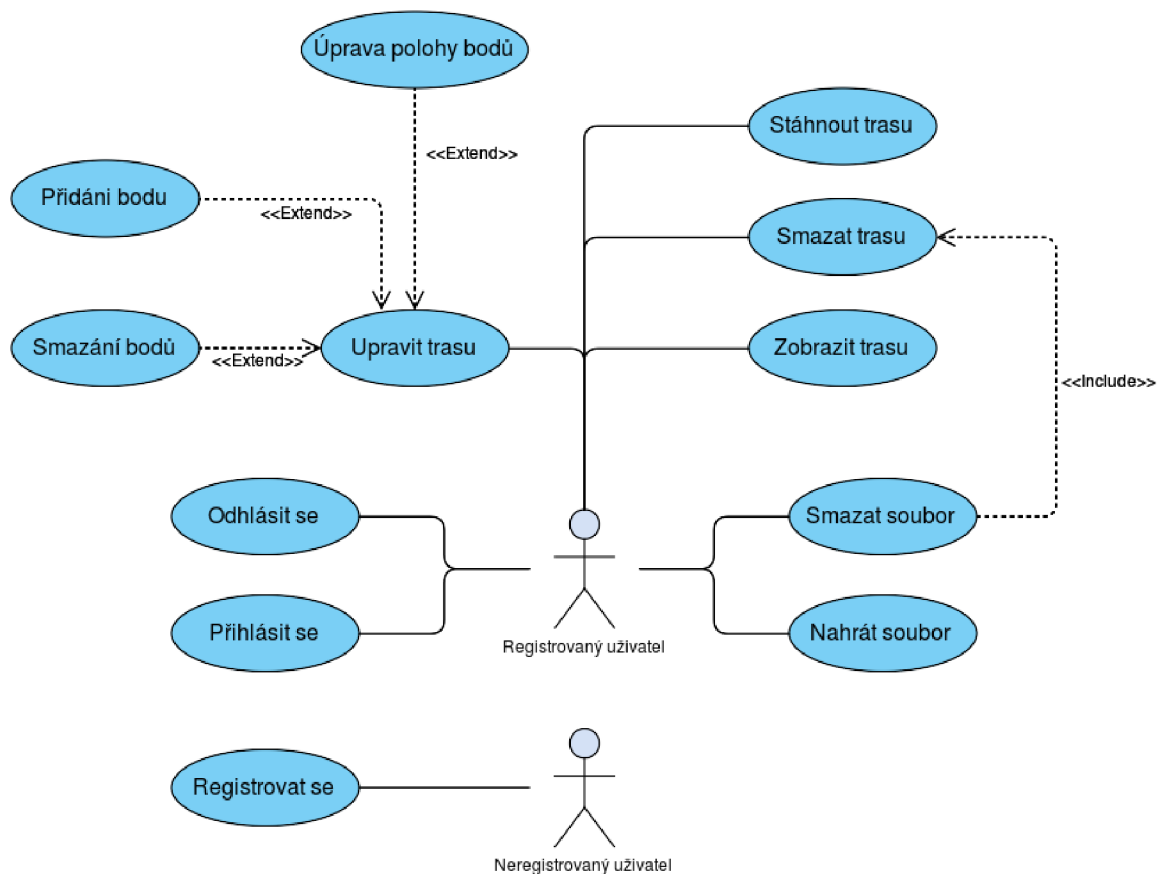 Úprava polohy bodů
Stáhnout trasu
<<Extend>>
Přidáni bodu
<<Extend>>
Smazat trasu
Smazání bodů
<<Extend>>
Upravit trasu
Zobrazit trasu
<<Include>>
Odhlásit se
Smazat soubor
Přihlásit se
Nahrát soubor
Registrovaný uživatel
Registrovat se
Neregistrovaný uživatel